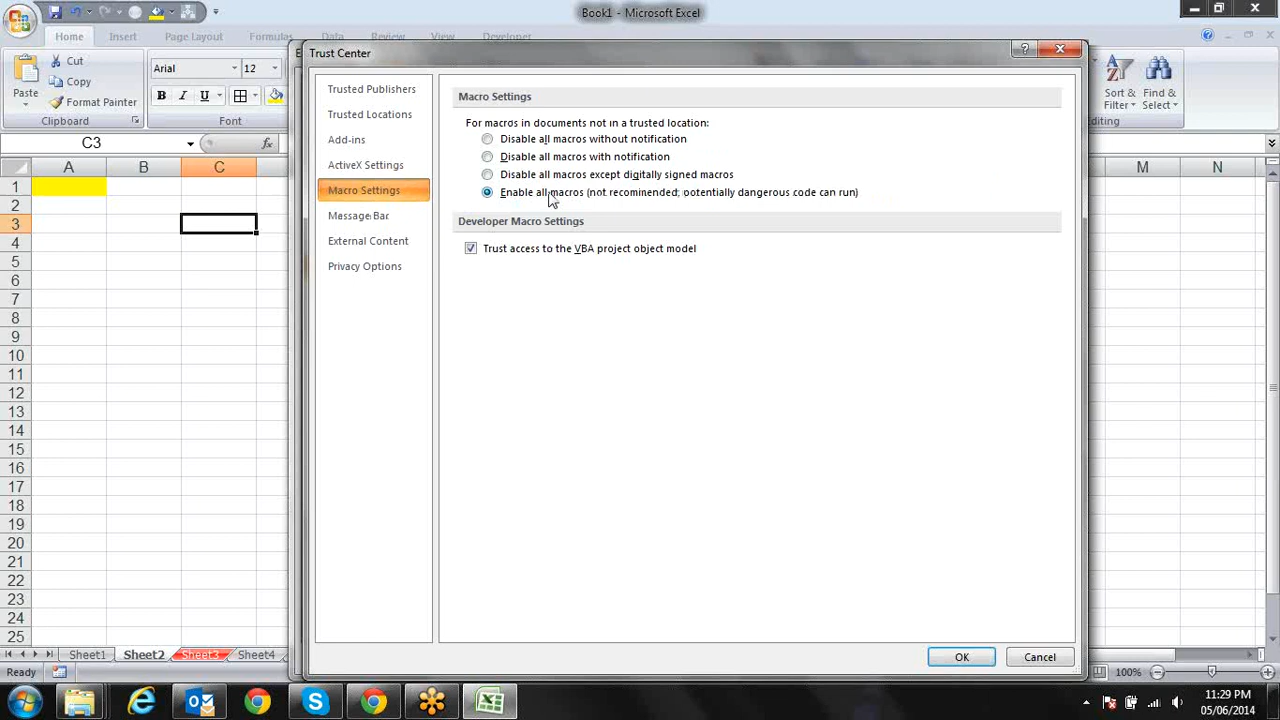 Book1 - Microsoft Excel
Home Insert Page Layout Formulas Data Review View Developer
Trust Center
Paste
Cut
Copy
Format Painter
Clipboard
Arial 12
B I U
Font
Sort & Filter
Find & Select
Editing
C3
A B C M N
1
2
3
4
5
6
7
8
9
10
11
12
13
14
15
16
17
18
19
20
21
22
23
24
25
Trusted Publishers
Trusted Locations
Add-ins
ActiveX Settings
Macro Settings
Message Bar
External Content
Privacy Options
Macro Settings
For macros in documents not in a trusted location:
Disable all macros without notification
Disable all macros with notification
Disable all macros except digitally signed macros
Enable all macros (not recommended; potentially dangerous code can run)
Developer Macro Settings
Trust access to the VBA project object model
OK Cancel
Sheet1 Sheet2 Sheet3 Sheet4
Ready
100%
11:29 PM
05/06/2014